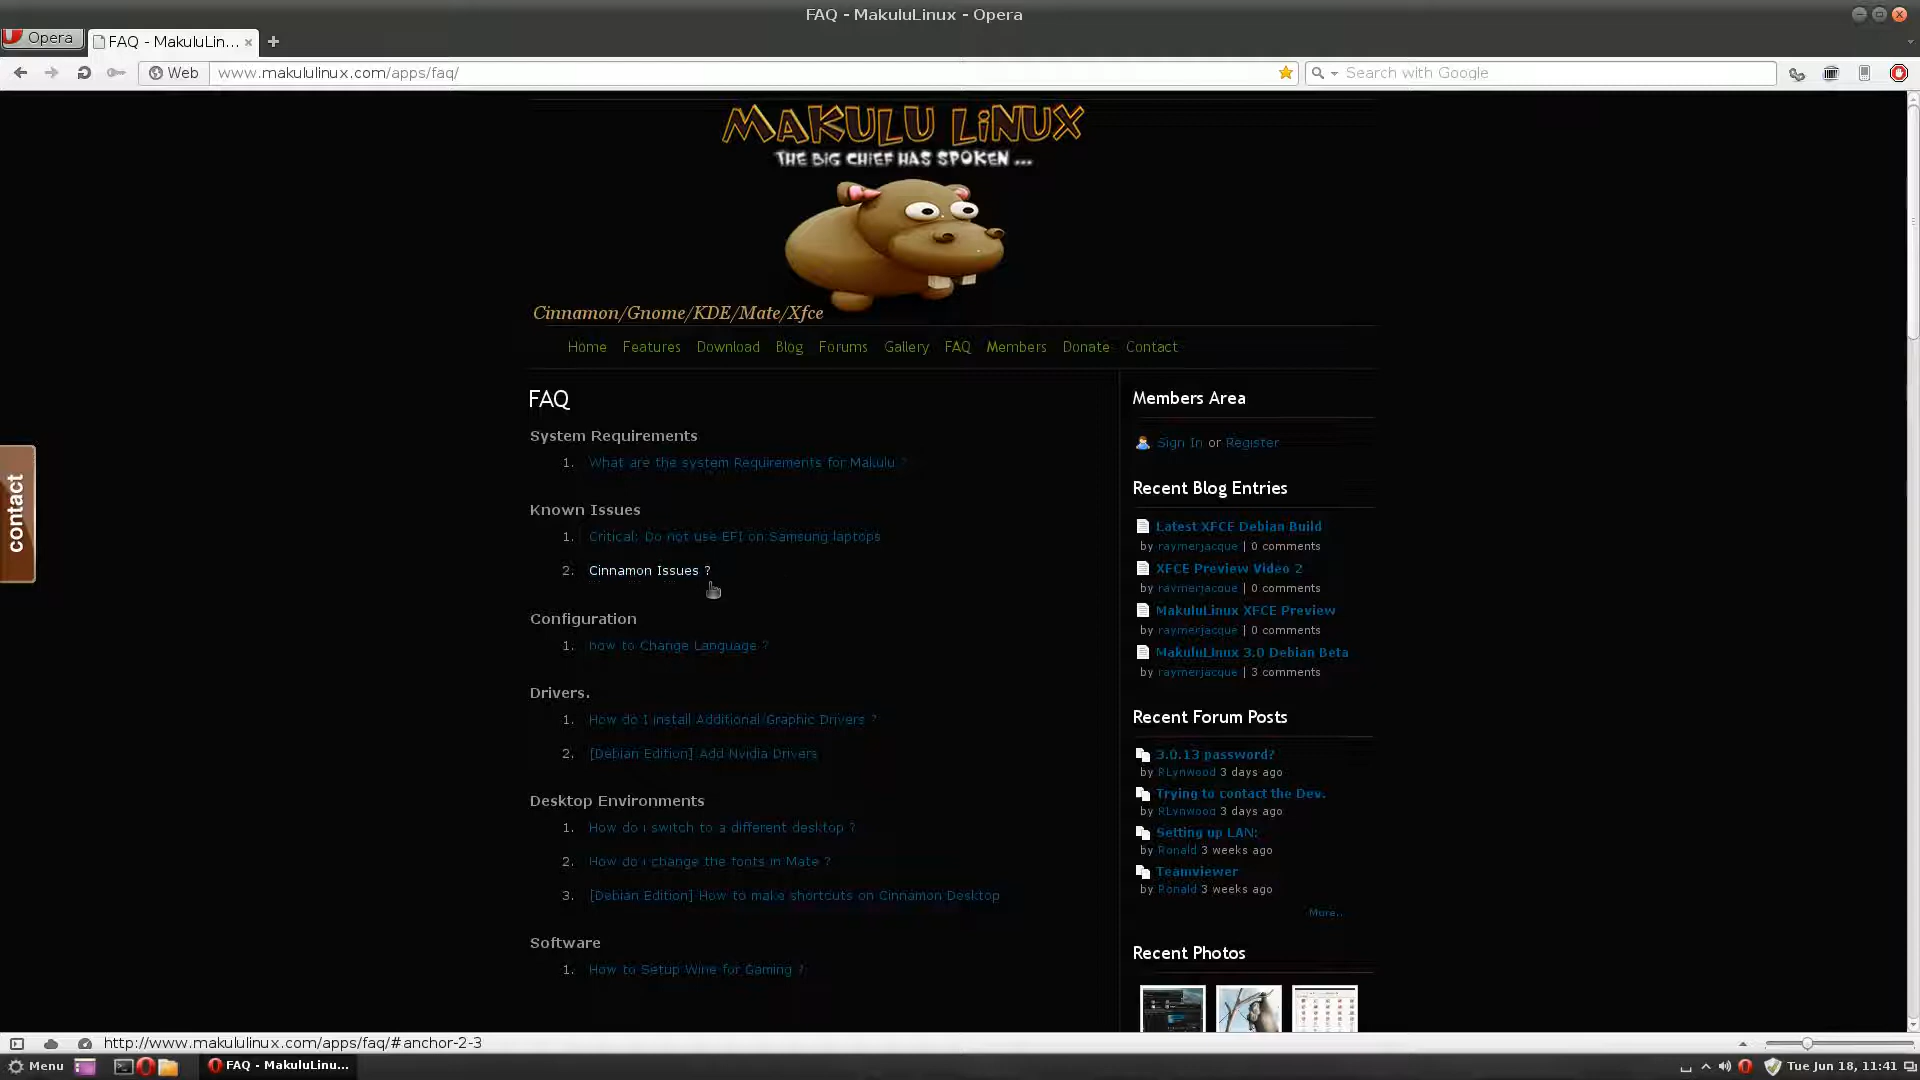 FAQ - MakuluLinux - Opera
Opera
FAQ - MakuluLin...
Web
www.makululinux.com/apps/faq/
Search with Google
MAKULU LiNUX
THE BIG CHIEF HAS SPOKEN ...
Cinnamon/Gnome/KDE/Mate/Xfce
Home Features Download Blog Forums Gallery FAQ Members Donate Contact
contact
FAQ
System Requirements
1. What are the system Requirements for Makulu ?
Known Issues
1. Critical: Do not use EFI on Samsung laptops
2. Cinnamon Issues ?
Configuration
1. how to Change Language ?
Drivers.
1. How do I install Additional Graphic Drivers ?
2. [Debian Edition] Add Nvidia Drivers
Desktop Environments
1. How do i switch to a different desktop ?
2. How do i change the fonts in Mate ?
3. [Debian Edition] How to make shortcuts on Cinnamon Desktop
Software
1. How to Setup Wine for Gaming ?
Members Area
Sign In or Register
Recent Blog Entries
Latest XFCE Debian Build
by raymerjacque | 0 comments
XFCE Preview Video 2
by raymerjacque | 0 comments
MakuluLinux XFCE Preview
by raymerjacque | 0 comments
MakuluLinux 3.0 Debian Beta
by raymerjacque | 3 comments
Recent Forum Posts
3.0.13 password?
by RLynwood 3 days ago
Trying to contact the Dev.
by RLynwood 3 days ago
Setting up LAN:
by Ronald 3 weeks ago
Teamviewer
by Ronald 3 weeks ago
More..
Recent Photos
http://www.makululinux.com/apps/faq/#anchor-2-3
Menu
FAQ - MakuluLinu...
Tue Jun 18, 11:41